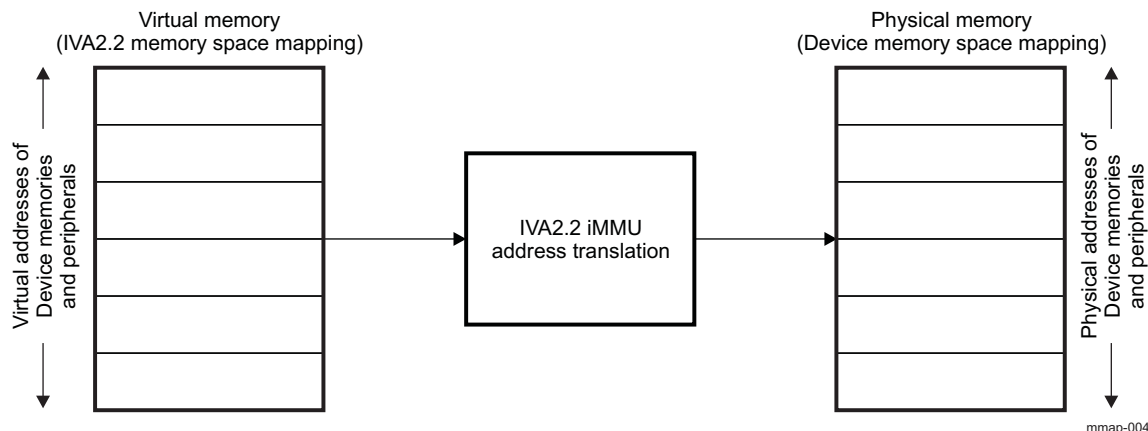 Virtual memory
(IVA2.2 memory space mapping)
Physical memory
(Device memory space mapping)
Virtual addresses of
Device memories
and peripherals
IVA2.2 iMMU
address translation
Physical addresses of
Device memories
and peripherals
mmap-004